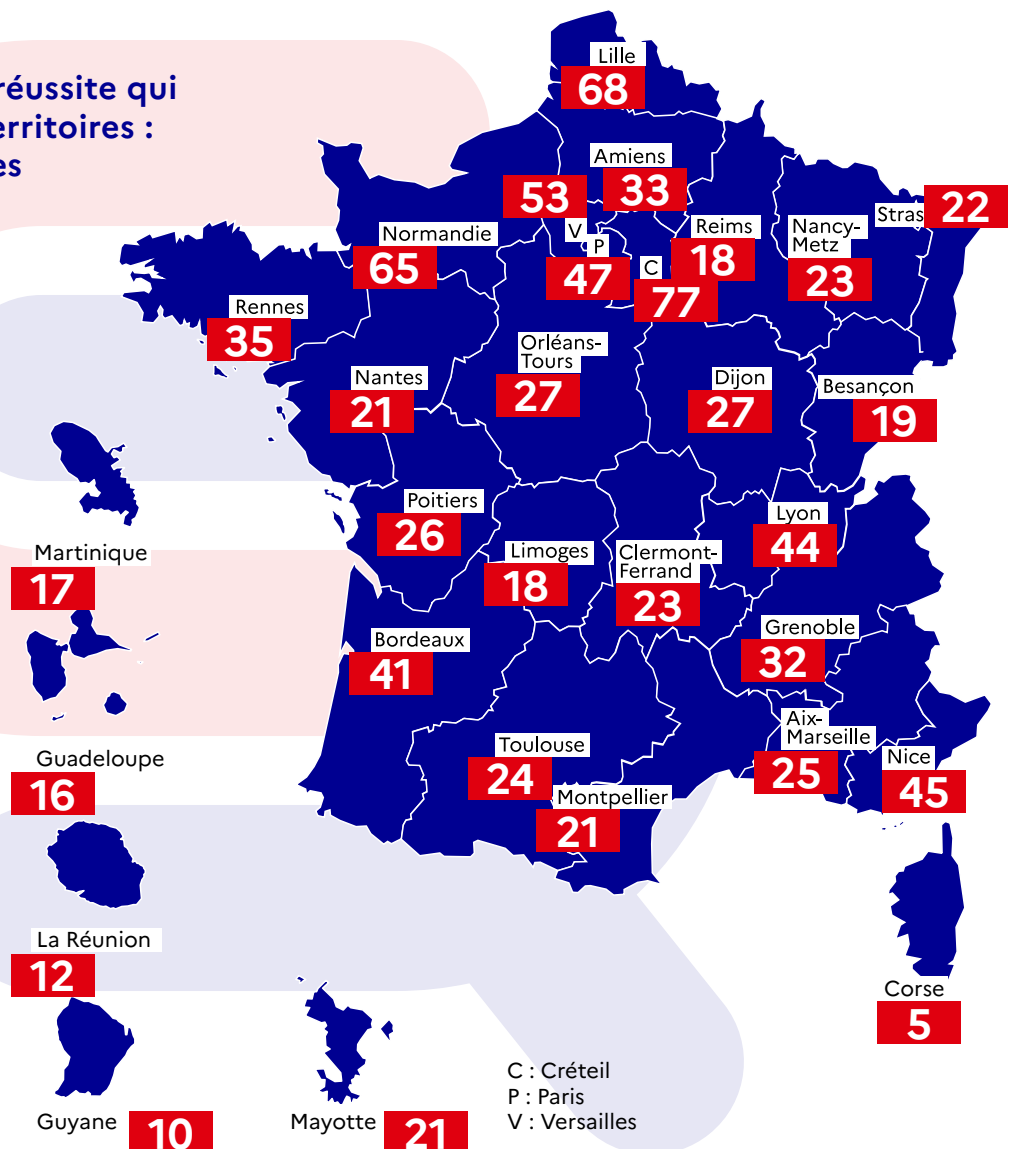 réussite qui
erritoires :
es
Lille
68
Amiens
33
53
V
P
47
C
77
Reims
18
Nancy-
Metz
23
Stras
22
Normandie
65
Rennes
35
Nantes
21
Orléans-
Tours
27
Dijon
27
Besançon
19
Poitiers
26
Limoges
18
Clermont-
Ferrand
23
Lyon
44
Martinique
17
Bordeaux
41
Grenoble
32
Aix-
Marseille
25
Nice
45
Toulouse
24
Montpellier
21
Guadeloupe
16
La Réunion
12
Corse
5
Guyane
10
Mayotte
21
C : Créteil
P : Paris
V : Versailles